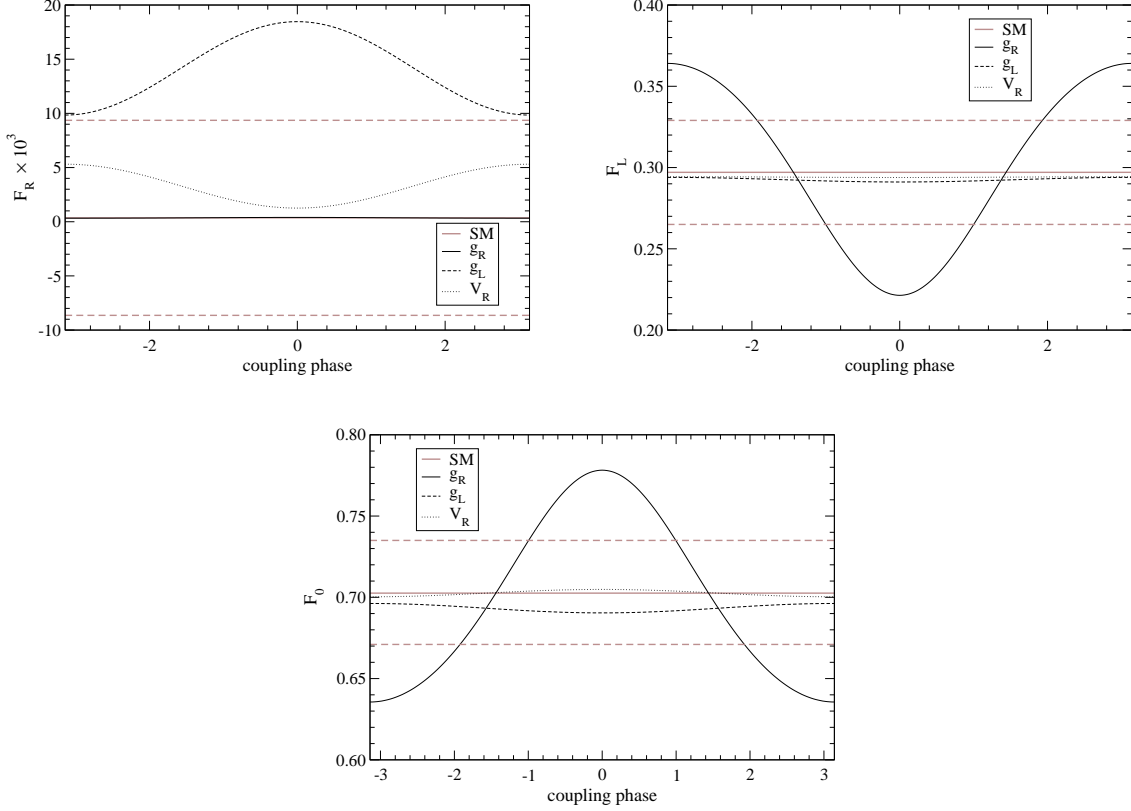 20
15
10
5
0
-5
-10
F_R × 10^3
SM
g_R
g_L
V_R
-2
0
2
coupling phase
0.40
0.35
0.30
0.25
0.20
F_L
SM
g_R
g_L
V_R
-2
0
2
coupling phase
0.80
0.75
0.70
0.65
0.60
F_0
SM
g_R
g_L
V_R
-3
-2
-1
0
1
2
3
coupling phase